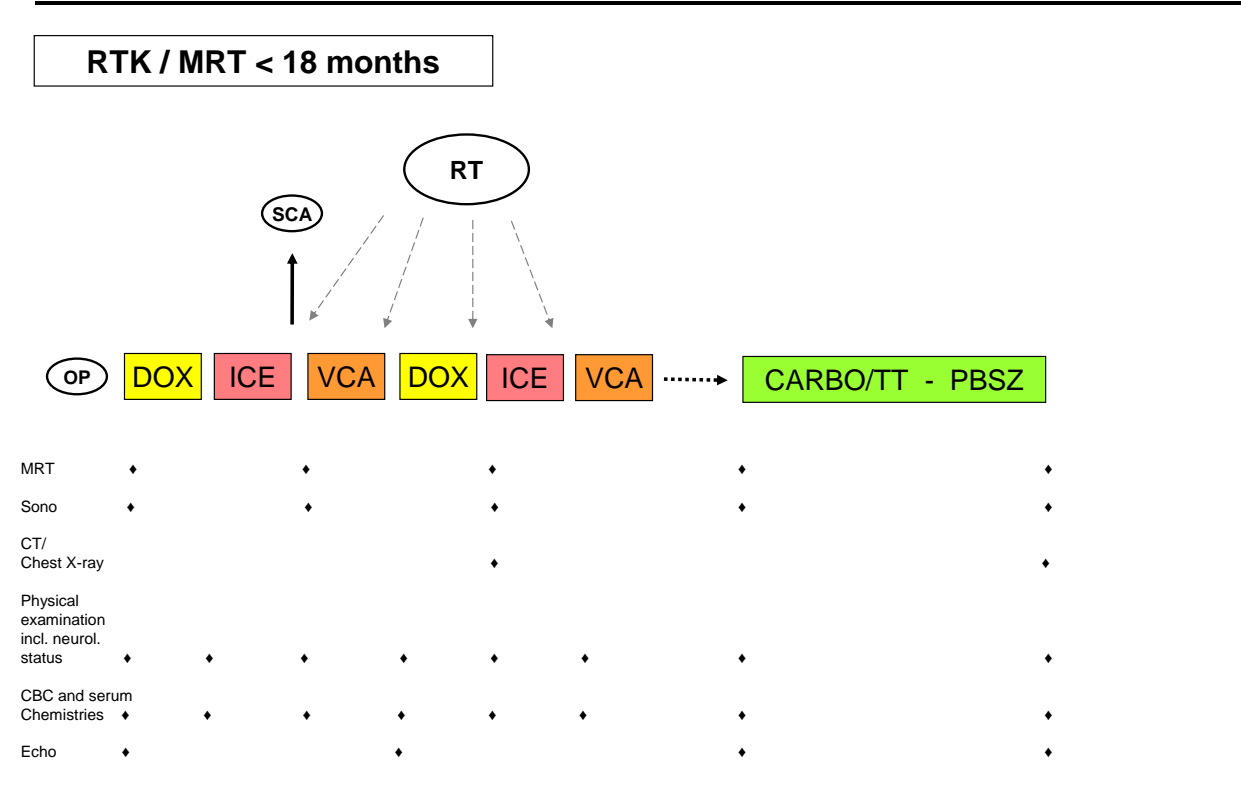 RTK / MRT < 18 months
RT
SCA
OP
DOX ICE VCA DOX ICE VCA CARBO/TT - PBSZ
MRT
Sono
CT/
Chest X-ray
Physical
examination
incl. neurol.
status
CBC and serum
Chemistries
Echo